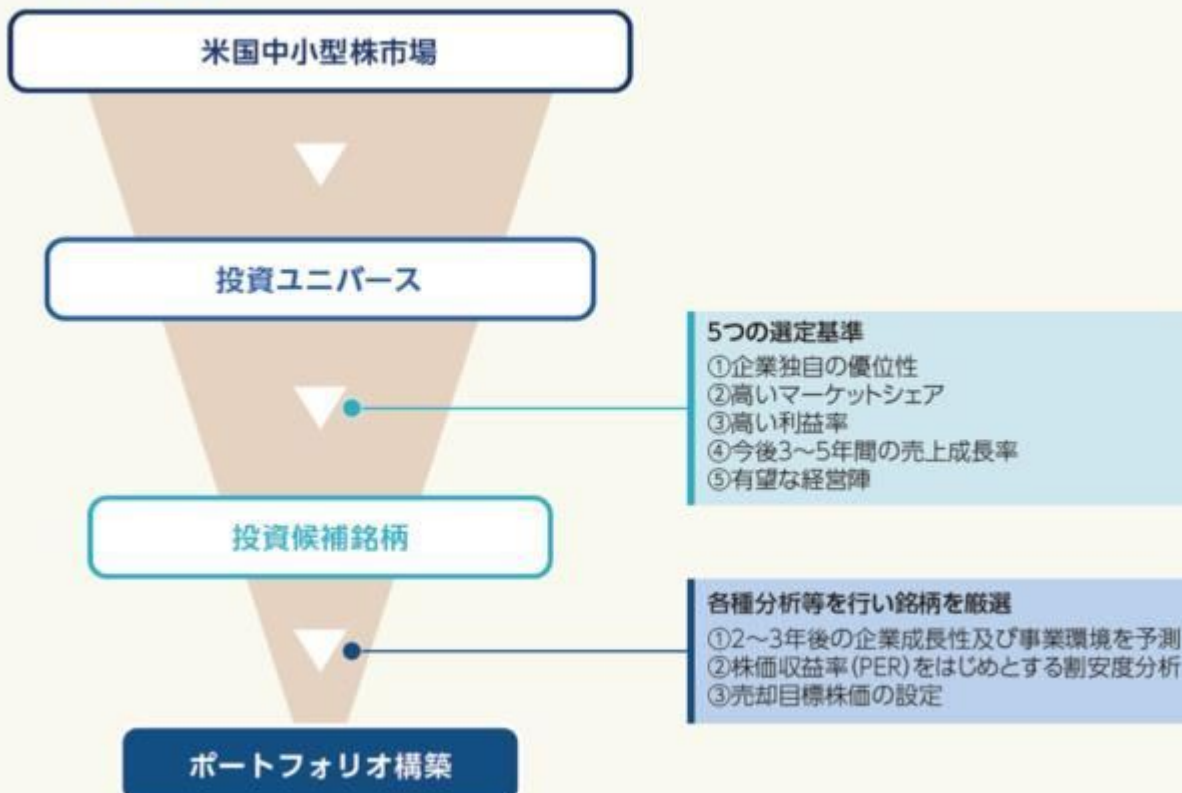 米国中小型株市場
投資ユニバース
5つの選定基準
①企業独自の優位性
②高いマーケットシェア
③高い利益率
④今後3～5年間の売上成長率
⑤有望な経営陣
投資候補銘柄
各種分析等を行い銘柄を厳選
①2～3年後の企業成長性及び事業環境を予測
②株価収益率(PER)をはじめとする割安度分析
③売却目標株価の設定
ポートフォリオ構築